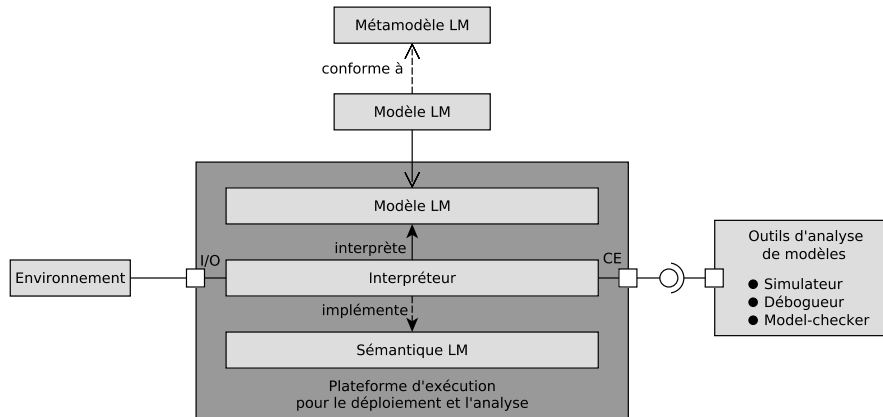 Métamodèle LM
conforme à
Modèle LM
Modèle LM
interprète
I/O
CE
Environnement
Interpréteur
implémente
Sémantique LM
Plateforme d'exécution
pour le déploiement et l'analyse
Outils d'analyse
de modèles
● Simulateur
● Débogueur
● Model-checker